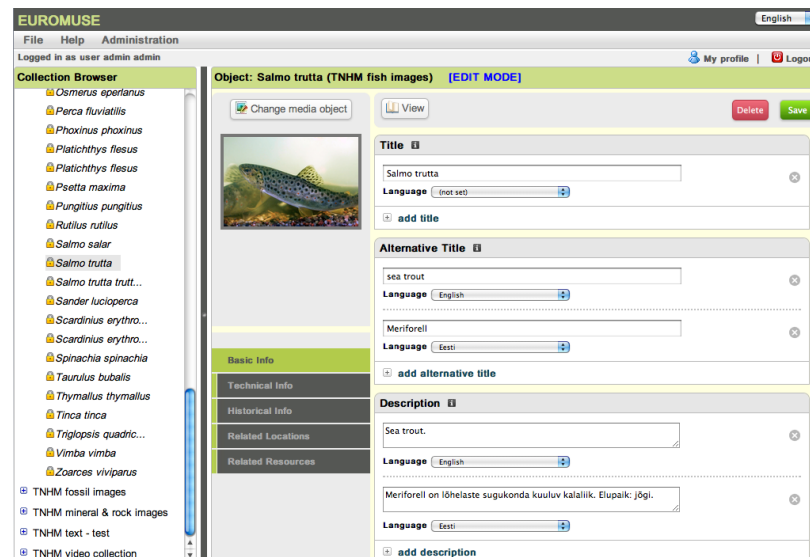 EUROMUSE
English
File Help Administration
Logged in as user admin admin
My profile | Logou
Collection Browser
Object: Salmo trutta (TNHM fish images) [EDIT MODE]
Osmerus eperlanus
Perca fluviatilis
Phoxinus phoxinus
Platichthys flesus
Platichthys flesus
Psetta maxima
Pungitius pungitius
Rutilus rutilus
Salmo salar
Salmo trutta
Salmo trutta trutt...
Sander lucioperca
Scardinius erythro...
Scardinius erythro...
Spinachia spinachia
Taurulus bubalis
Thymallus thymallus
Tinca tinca
Triglopsis quadric...
Vimba vimba
Zoarces viviparus
TNHM fossil images
TNHM mineral & rock images
TNHM text - test
TNHM video collection
Change media object
Basic Info
Technical Info
Historical Info
Related Locations
Related Resources
View
Delete
Save
Title
Salmo trutta
Language (not set)
add title
Alternative Title
sea trout
Language English
Meriforell
Language Eesti
add alternative title
Description
Sea trout.
Language English
Meriforell on lõhelaste sugukonda kuuluv kalaliik. Elupaik: jõgi.
Language Eesti
add description